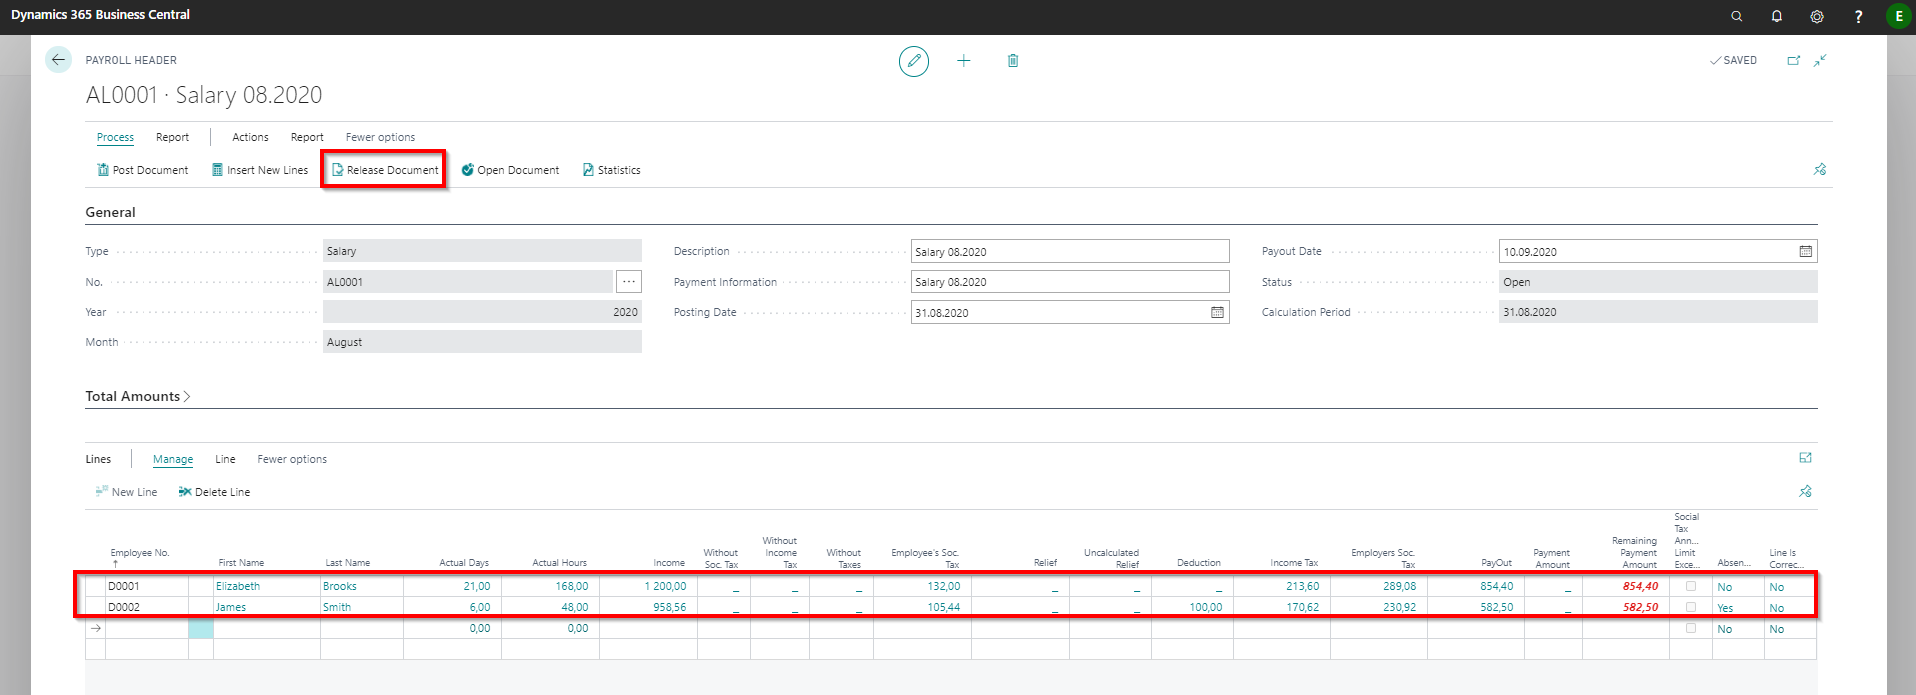 Dynamics 365 Business Central
? E
PAYROLL HEADER
SAVED
AL0001 · Salary 08.2020
Process Report Actions Report Fewer options
Post Document Insert New Lines Release Document Open Document Statistics
General
Type Salary Description Salary 08.2020 Payout Date 10.09.2020
No. AL0001 ... Payment Information Salary 08.2020 Status Open
Year 2020 Posting Date 31.08.2020 Calculation Period 31.08.2020
Month August
Total Amounts
Lines Manage Line Fewer options
New Line Delete Line
Employee No. First Name Last Name Actual Days Actual Hours Income Without Soc. Tax Without Income Tax Without Taxes Employee's Soc. Tax Relief Uncalculated Relief Deduction Income Tax Employers Soc. Tax PayOut Payment Amount Remaining Payment Amount Social Tax Ann... Limit Exce... Absen... Line Is Correc...
D0001 Elizabeth Brooks 21,00 168,00 1 200,00 _ _ _ 132,00 _ _ _ 213,60 289,08 854,40 _ 854,40 No No
D0002 James Smith 6,00 48,00 958,56 _ _ _ 105,44 _ _ 100,00 170,62 230,92 582,50 _ 582,50 Yes No
0,00 0,00 No No